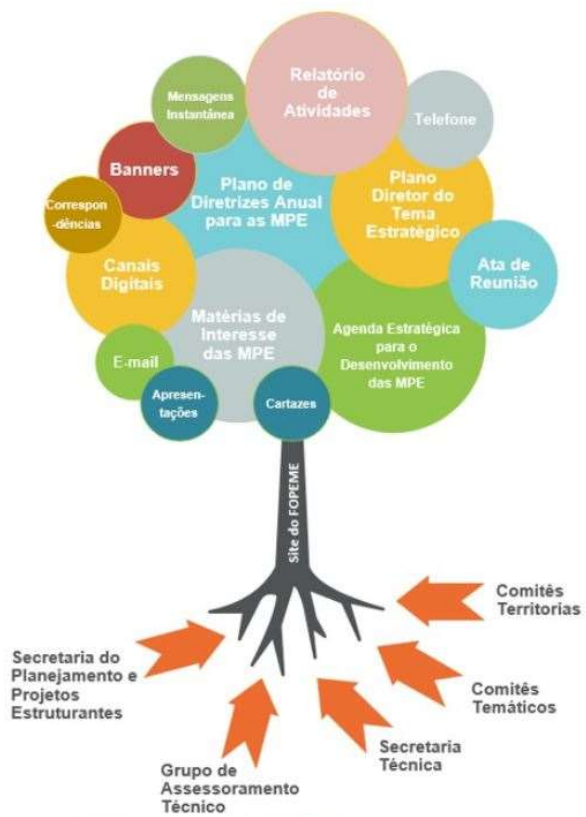 Relatório
de
Atividades
Mensagens
Instantânea
Telefone
Banners
Plano de
Diretrizes Anual
para as MPE
Plano
Diretor do
Tema
Estratégico
Correspon
-dências
Canais
Digitais
Ata de
Reunião
Matérias de
Interesse
das MPE
Agenda Estratégica
para o
Desenvolvimento
das MPE
E-mail
Apresen-
tações
Cartazes
Site do FOPEME
Comitês
Territorias
Secretaria do
Planejamento e
Projetos
Estruturantes
Comitês
Temáticos
Secretaria
Técnica
Grupo de
Assessoramento
Técnico